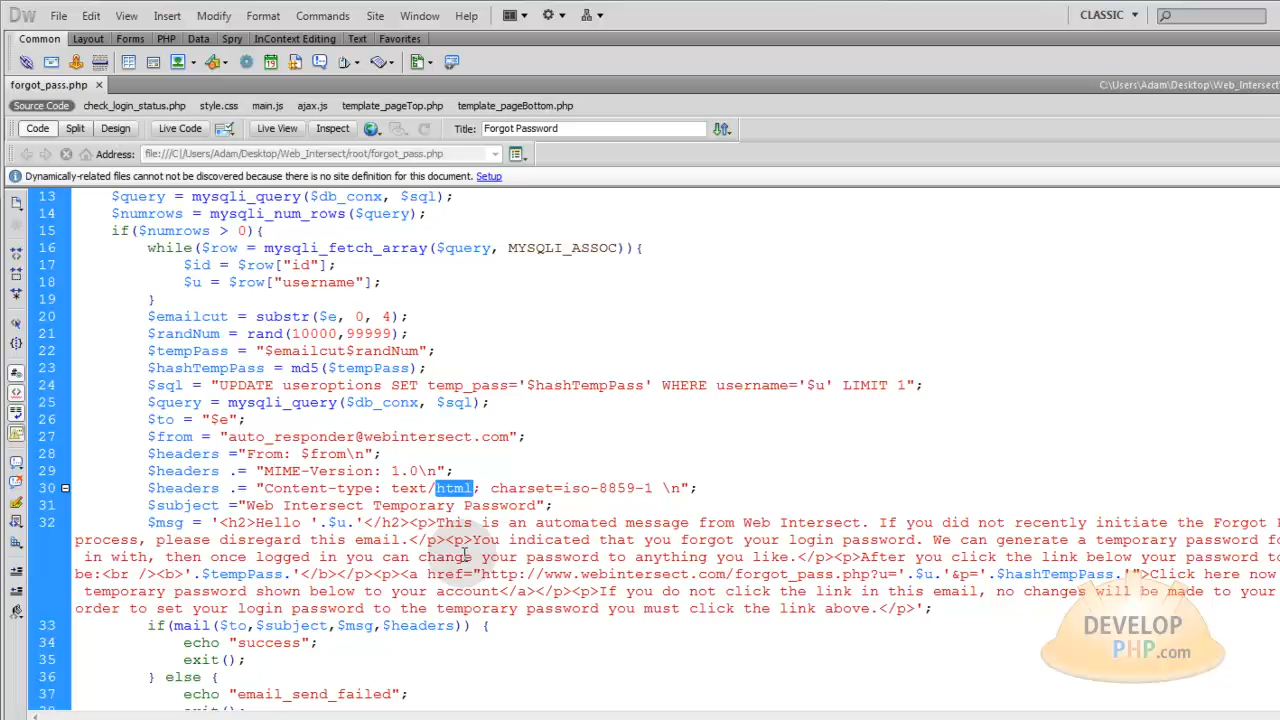 Dw File Edit View Insert Modify Format Commands Site Window Help CLASSIC
Common Layout Forms PHP Data Spry InContext Editing Text Favorites
forgot_pass.php × C:\Users\Adam\Desktop\Web_Intersect
Source Code check_login_status.php style.css main.js ajax.js template_pageTop.php template_pageBottom.php
Code Split Design Live Code Live View Inspect Title: Forgot Password
Address: file:///C|/Users/Adam/Desktop/Web_Intersect/root/forgot_pass.php
Dynamically-related files cannot be discovered because there is no site definition for this document. Setup
13 $query = mysqli_query($db_conx, $sql);
14 $numrows = mysqli_num_rows($query);
15 if($numrows > 0){
16 while($row = mysqli_fetch_array($query, MYSQLI_ASSOC)){
17 $id = $row["id"];
18 $u = $row["username"];
19 }
20 $emailcut = substr($e, 0, 4);
21 $randNum = rand(10000,99999);
22 $tempPass = "$emailcut$randNum";
23 $hashTempPass = md5($tempPass);
24 $sql = "UPDATE useroptions SET temp_pass='$hashTempPass' WHERE username='$u' LIMIT 1";
25 $query = mysqli_query($db_conx, $sql);
26 $to = "$e";
27 $from = "auto_responder@webintersect.com";
28 $headers ="From: $from\n";
29 $headers .= "MIME-Version: 1.0\n";
30 $headers .= "Content-type: text/html; charset=iso-8859-1 \n";
31 $subject ="Web Intersect Temporary Password";
32 $msg = '<h2>Hello '.$u.'</h2><p>This is an automated message from Web Intersect. If you did not recently initiate the Forgot
process, please disregard this email.</p><p>You indicated that you forgot your login password. We can generate a temporary password fo
in with, then once logged in you can change your password to anything you like.</p><p>After you click the link below your password to
be:<br /><b>'.$tempPass.'</b></p><p><a href="http://www.webintersect.com/forgot_pass.php?u='.$u.'&p='.$hashTempPass.'">Click here now
temporary password shown below to your account</a></p><p>If you do not click the link in this email, no changes will be made to your
order to set your login password to the temporary password you must click the link above.</p>';
33 if(mail($to,$subject,$msg,$headers)) {
34 echo "success";
35 exit();
36 } else {
37 echo "email_send_failed";
DEVELOP
PHP.com